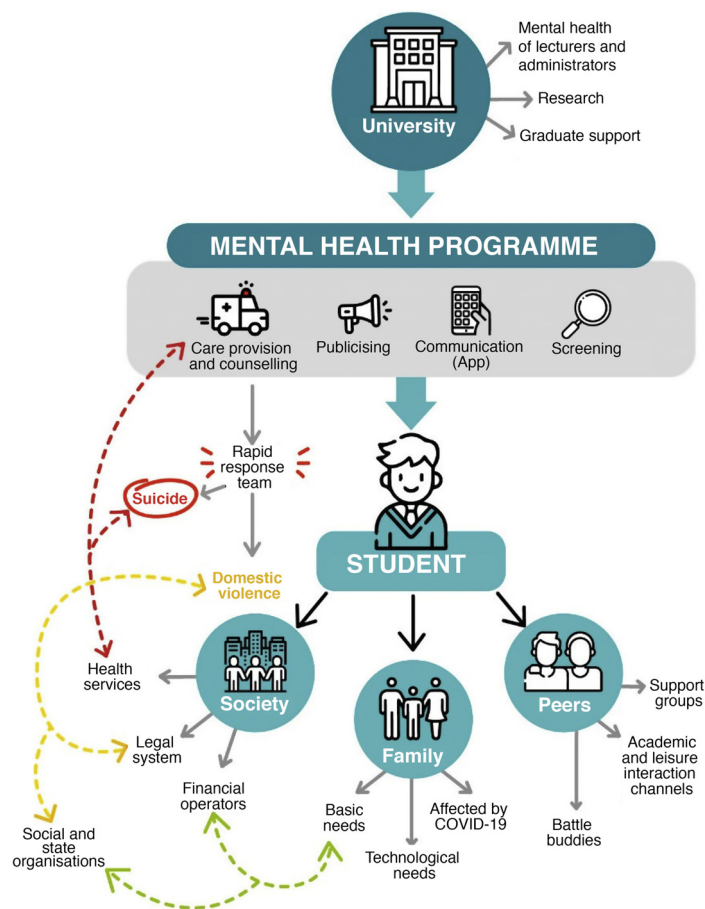 Mental health
of lecturers and
administrators
Research
University
Graduate support
MENTAL HEALTH PROGRAMME
Care provision
and counselling
Publicising
Communication
(App)
Screening
Rapid
response
team
Suicide
STUDENT
Domestic
violence
Health
services
Society
Legal
system
Financial
operators
Social and
state
organisations
Family
Basic
needs
Technological
needs
Affected by
COVID-19
Peers
Support
groups
Academic
and leisure
interaction
channels
Battle
buddies